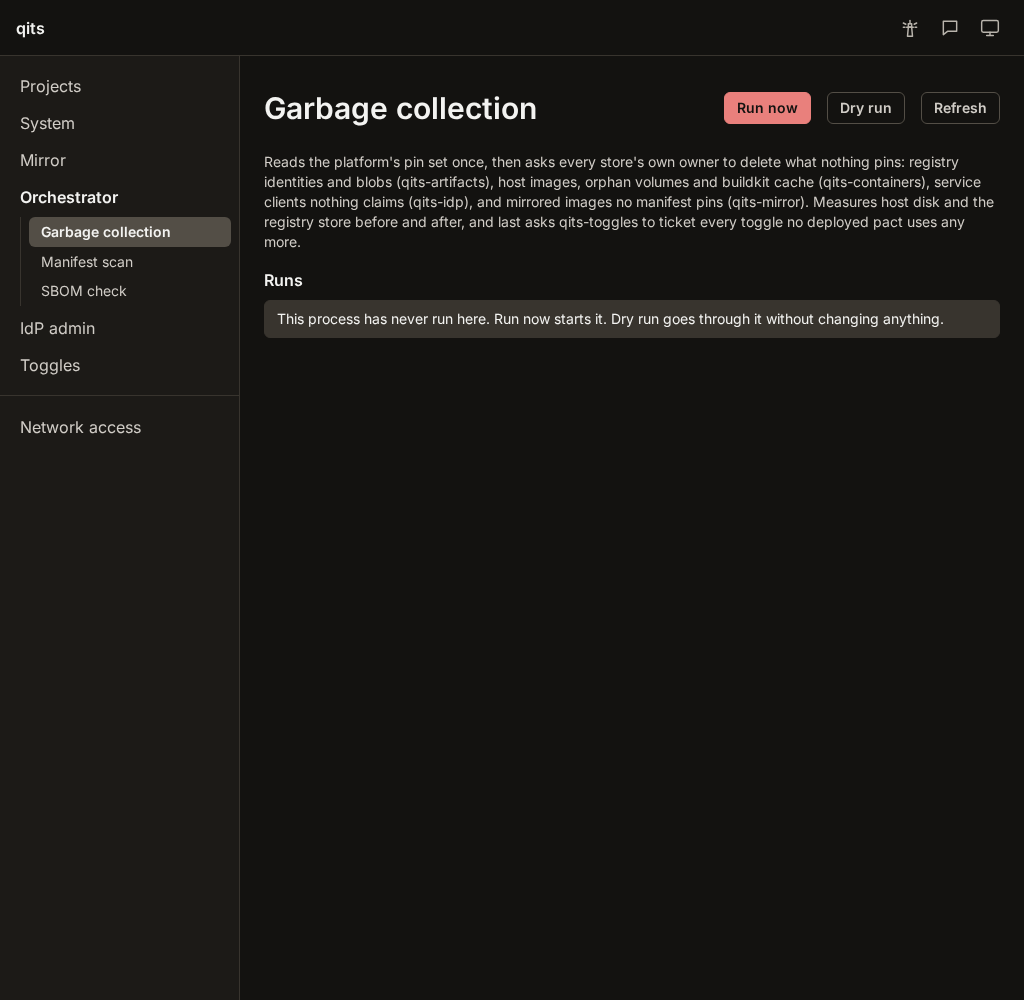 qits
Projects
System
Mirror
Orchestrator
Garbage collection
Manifest scan
SBOM check
IdP admin
Toggles
Network access
Garbage collection
Run now
Dry run
Refresh
Reads the platform's pin set once, then asks every store's own owner to delete what nothing pins: registry
identities and blobs (qits-artifacts), host images, orphan volumes and buildkit cache (qits-containers), service
clients nothing claims (qits-idp), and mirrored images no manifest pins (qits-mirror). Measures host disk and the
registry store before and after, and last asks qits-toggles to ticket every toggle no deployed pact uses any
more.
Runs
This process has never run here. Run now starts it. Dry run goes through it without changing anything.